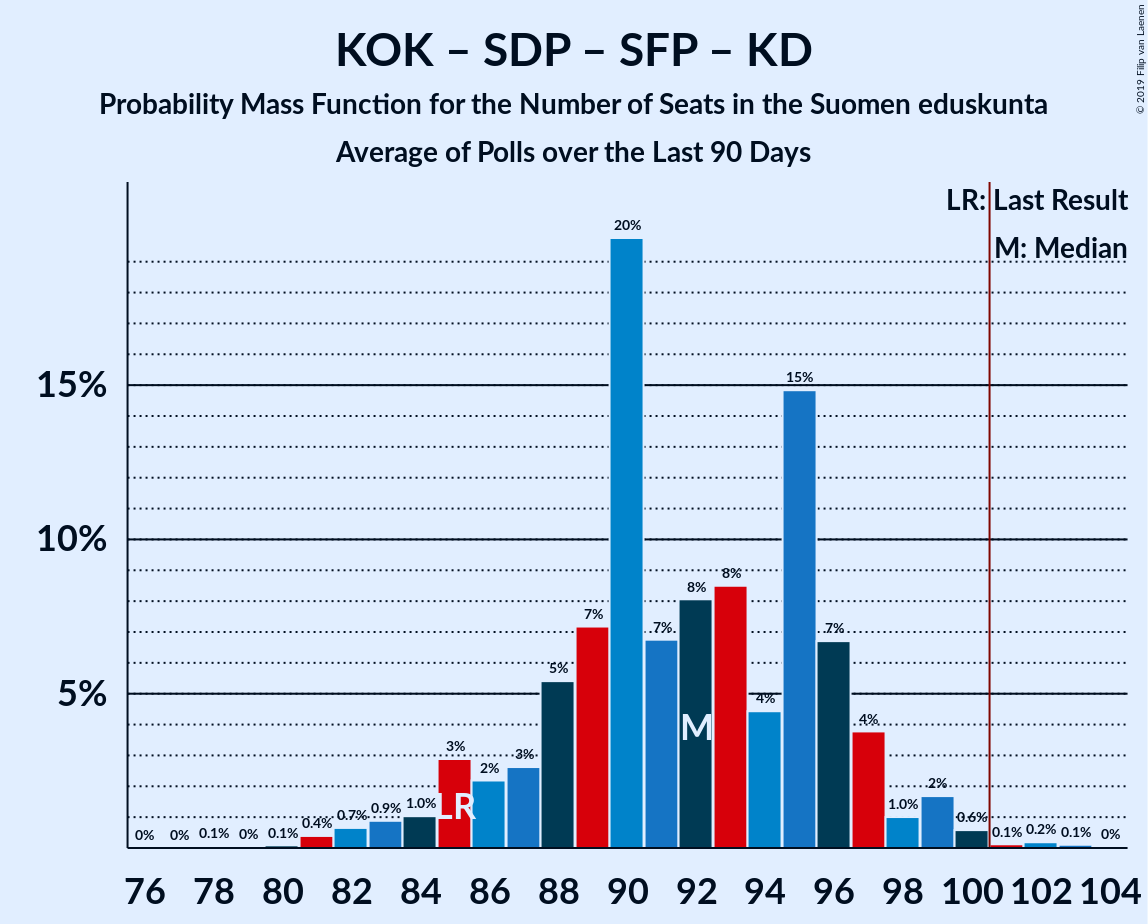 KOK – SDP – SFP – KD
Probability Mass Function for the Number of Seats in the Suomen eduskunta
Average of Polls over the Last 90 Days
© 2019 Filip van Laenen
LR: Last Result
M: Median
20%
15%
15%
10%
8%
8%
7%
7%
7%
5%
5%
4%
4%
M
3%
3%
2%
2%
LR
1.0%
1.0%
0.9%
0.7%
0.6%
0.4%
0% 0% 0.1% 0% 0.1% 0.1% 0.2% 0.1% 0%
76 78 80 82 84 86 88 90 92 94 96 98 100 102 104